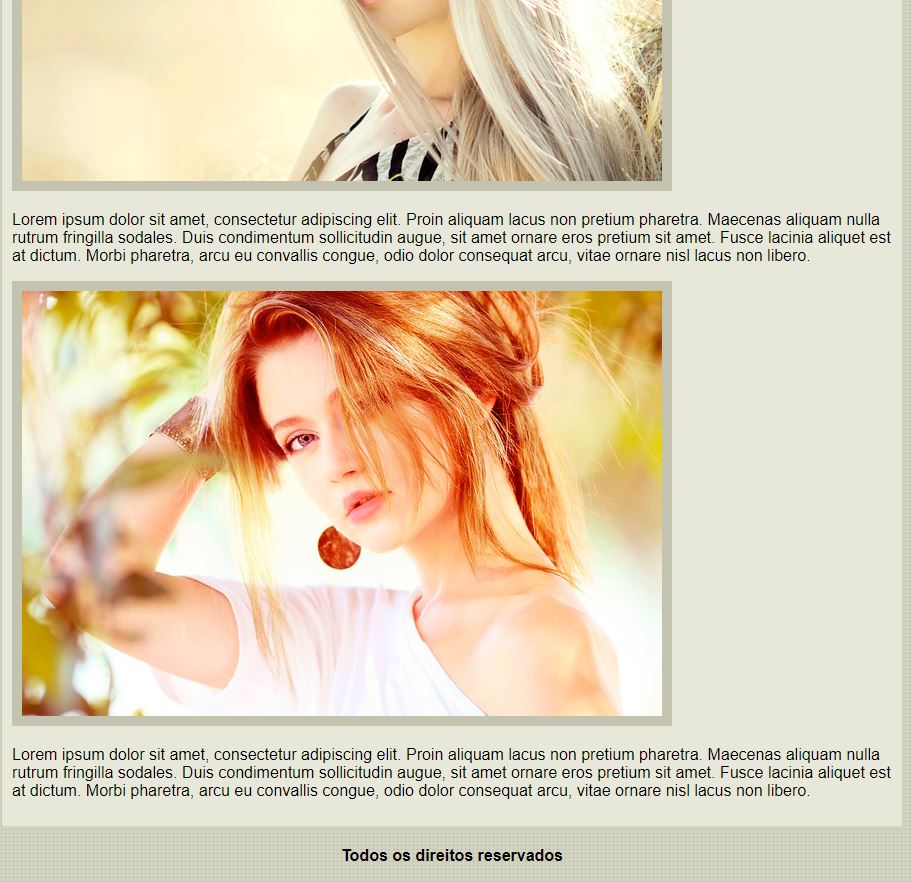 Lorem ipsum dolor sit amet, consectetur adipiscing elit. Proin aliquam lacus non pretium pharetra. Maecenas aliquam nulla
rutrum fringilla sodales. Duis condimentum sollicitudin augue, sit amet ornare eros pretium sit amet. Fusce lacinia aliquet est
at dictum. Morbi pharetra, arcu eu convallis congue, odio dolor consequat arcu, vitae ornare nisl lacus non libero.
Lorem ipsum dolor sit amet, consectetur adipiscing elit. Proin aliquam lacus non pretium pharetra. Maecenas aliquam nulla
rutrum fringilla sodales. Duis condimentum sollicitudin augue, sit amet ornare eros pretium sit amet. Fusce lacinia aliquet est
at dictum. Morbi pharetra, arcu eu convallis congue, odio dolor consequat arcu, vitae ornare nisl lacus non libero.
Todos os direitos reservados